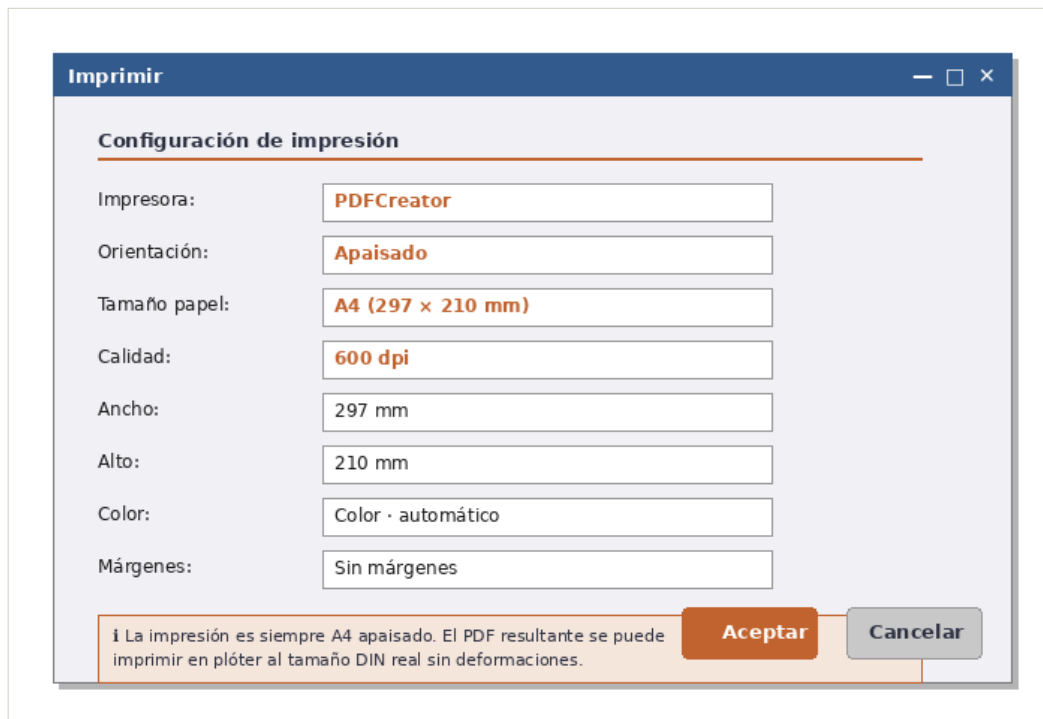 Imprimir
Configuración de impresión
Impresora: PDFCreator
Orientación: Apaisado
Tamaño papel: A4 (297 × 210 mm)
Calidad: 600 dpi
Ancho: 297 mm
Alto: 210 mm
Color: Color · automático
Márgenes: Sin márgenes
ℹ La impresión es siempre A4 apaisado. El PDF resultante se puede
imprimir en plóter al tamaño DIN real sin deformaciones.
Aceptar
Cancelar